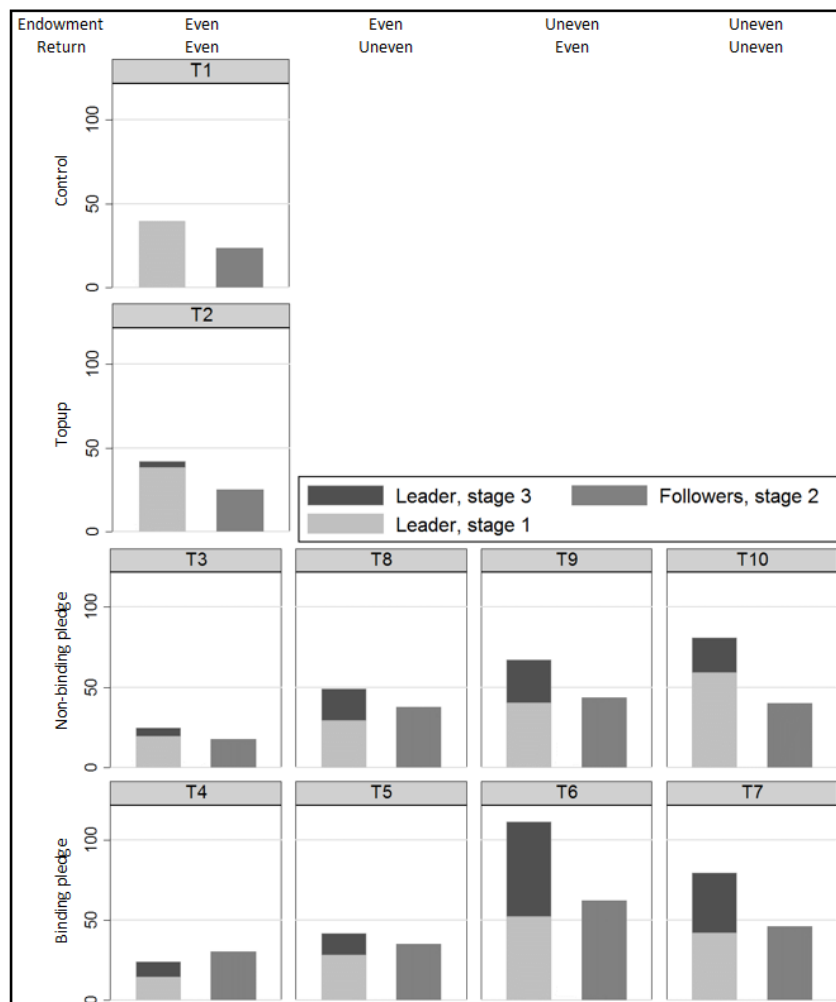 Endowment Even Even Uneven Uneven
Return Even Uneven Even Uneven
T1
100
50
0
Control
T2
100
50
0
Topup
Leader, stage 3 Followers, stage 2
Leader, stage 1
T3 T8 T9 T10
100
50
0
Non-binding pledge
T4 T5 T6 T7
100
50
0
Binding pledge